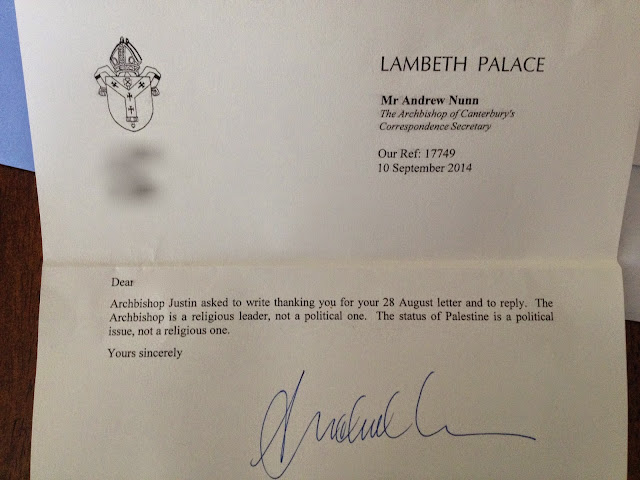 LAMBETH PALACE
Mr Andrew Nunn
The Archbishop of Canterbury's
Correspondence Secretary
Our Ref: 17749
10 September 2014
Dear
Archbishop Justin asked to write thanking you for your 28 August letter and to reply. The
Archbishop is a religious leader, not a political one. The status of Palestine is a political
issue, not a religious one.
Yours sincerely